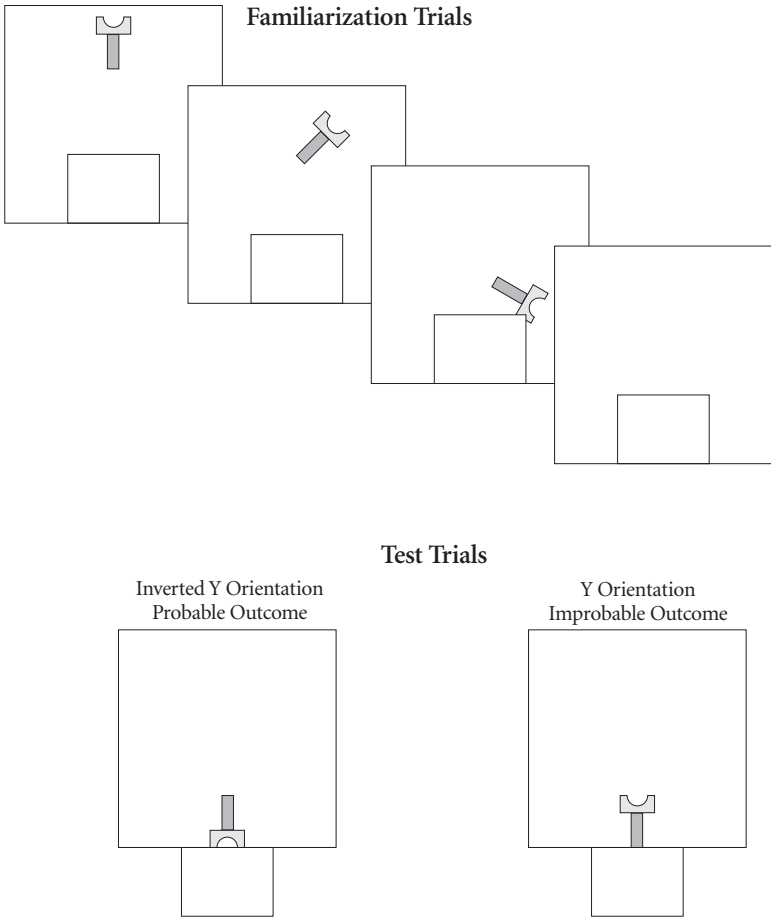 Familiarization Trials
Test Trials
Inverted Y Orientation
Probable Outcome
Y Orientation
Improbable Outcome